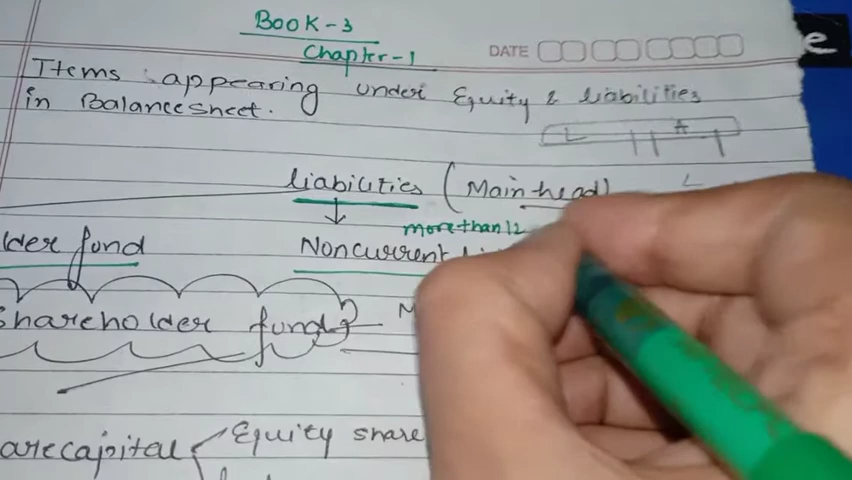 Book-3
Chapter-1
DATE
e
Items appearing under Equity & liabilities
in Balancesheet.
L A
liabilities (Main head)
L
more than 12
lder fund Noncurrent
Shareholder fund?
arecapital Equity share